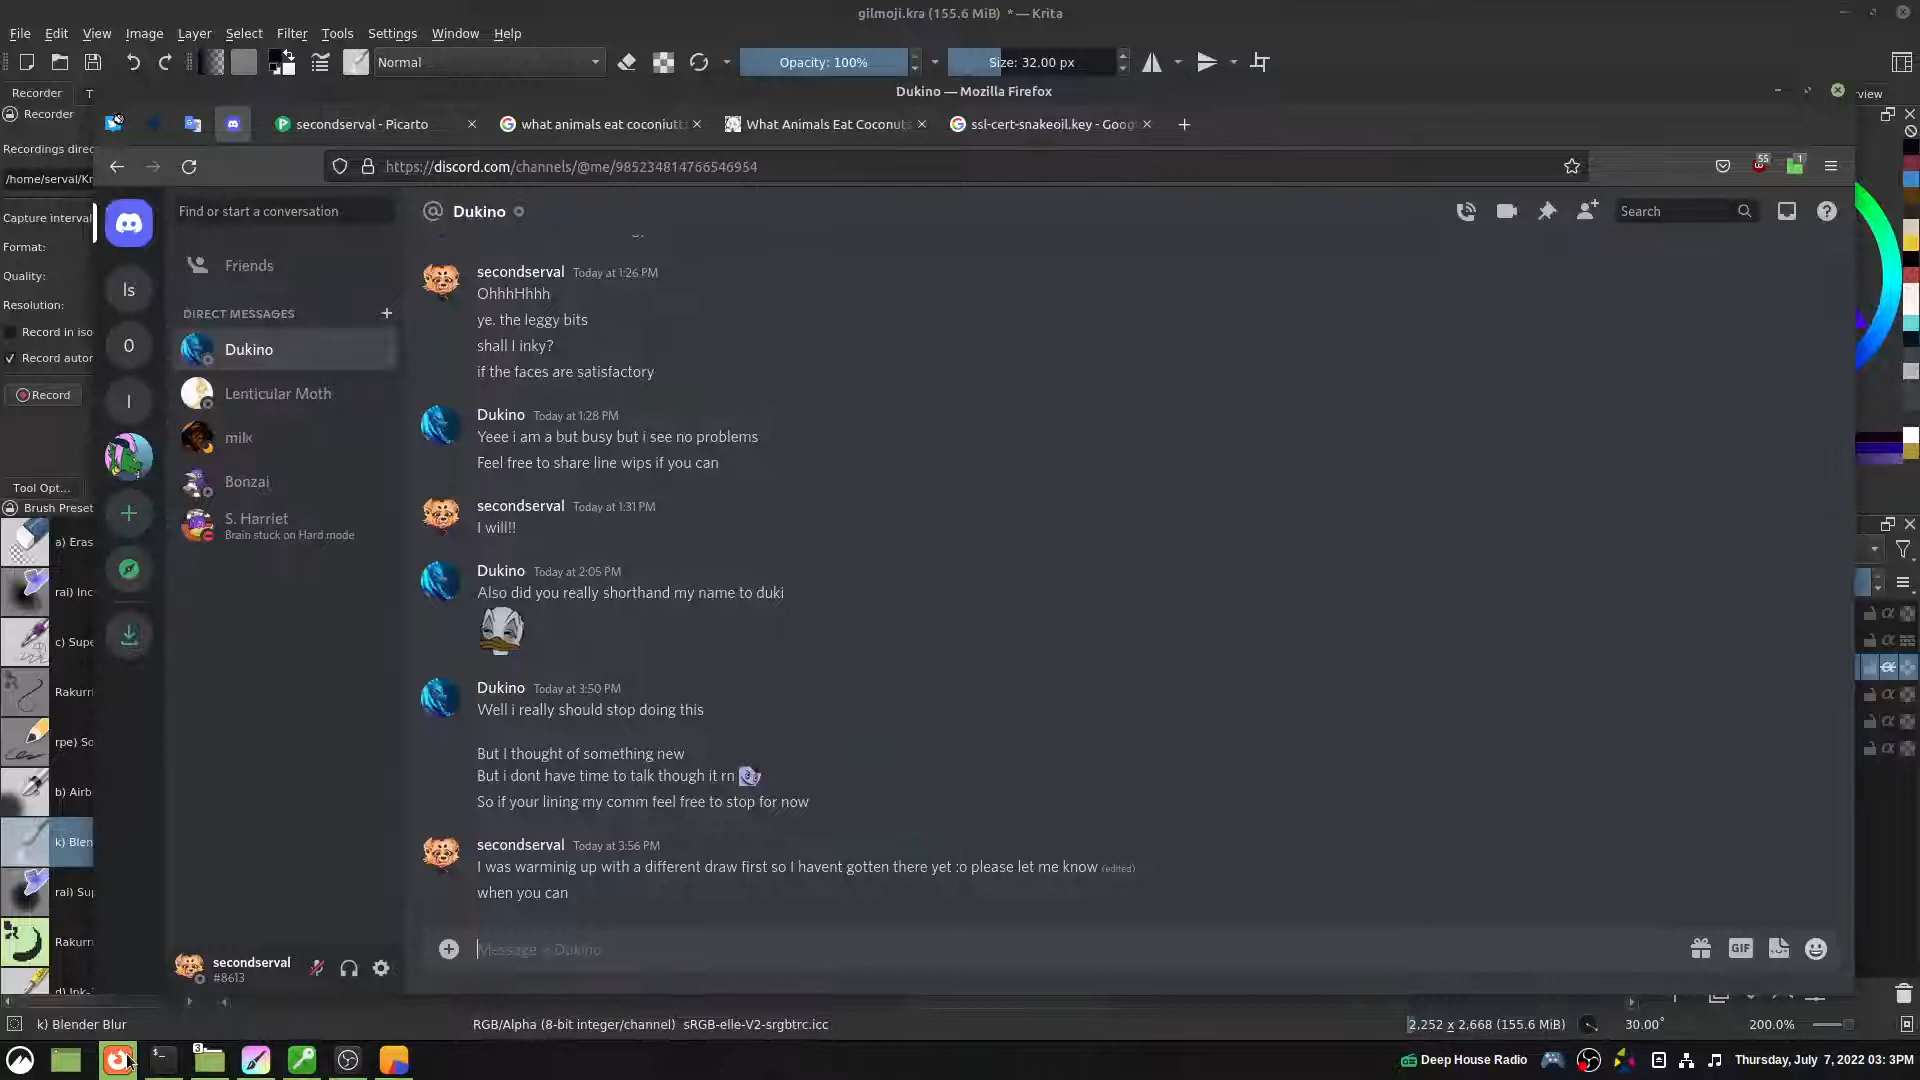 gilmoji.kra (155.6 MiB) * — Krita
File Edit View Image Layer Select Filter Tools Settings Window Help
Normal
Opacity: 100%
Size: 32.00 px
Recorder
Dukino — Mozilla Firefox
Recorder
secondserval - Picarto
what animals eat coconiutt
What Animals Eat Coconuts
ssl-cert-snakeoil.key - Goog
Recordings direc
https://discord.com/channels/@me/985234814766546954
55
1
/home/serval/Kr
Capture interval
Format:
Quality:
Resolution:
Record in iso
Record autor
Record
Find or start a conversation
Friends
DIRECT MESSAGES
Dukino
Lenticular Moth
milk
Bonzai
S. Harriet
Brain stuck on Hard mode
ls
0
I
secondserval
#8613
Dukino
Search
secondserval Today at 1:26 PM
OhhhHhhh
ye. the leggy bits
shall I inky?
if the faces are satisfactory
Dukino Today at 1:28 PM
Yeee i am a but busy but i see no problems
Feel free to share line wips if you can
secondserval Today at 1:31 PM
I will!!
Dukino Today at 2:05 PM
Also did you really shorthand my name to duki
Dukino Today at 3:50 PM
Well i really should stop doing this
But I thought of something new
But i dont have time to talk though it rn
So if your lining my comm feel free to stop for now
secondserval Today at 3:56 PM
I was warminig up with a different draw first so I havent gotten there yet :o please let me know (edited)
when you can
Message @Dukino
GIF
Tool Opt...
Brush Preset
a) Eras
rai) Inc
c) Supe
Rakurri
rpe) So
b) Airb
k) Blen
rai) Su
Rakurri
d) Ink-
k) Blender Blur
RGB/Alpha (8-bit integer/channel) sRGB-elle-V2-srgbtrc.icc
2,252 x 2,668 (155.6 MiB)
30.00°
200.0%
3
Deep House Radio
Thursday, July 7, 2022 03: 3PM